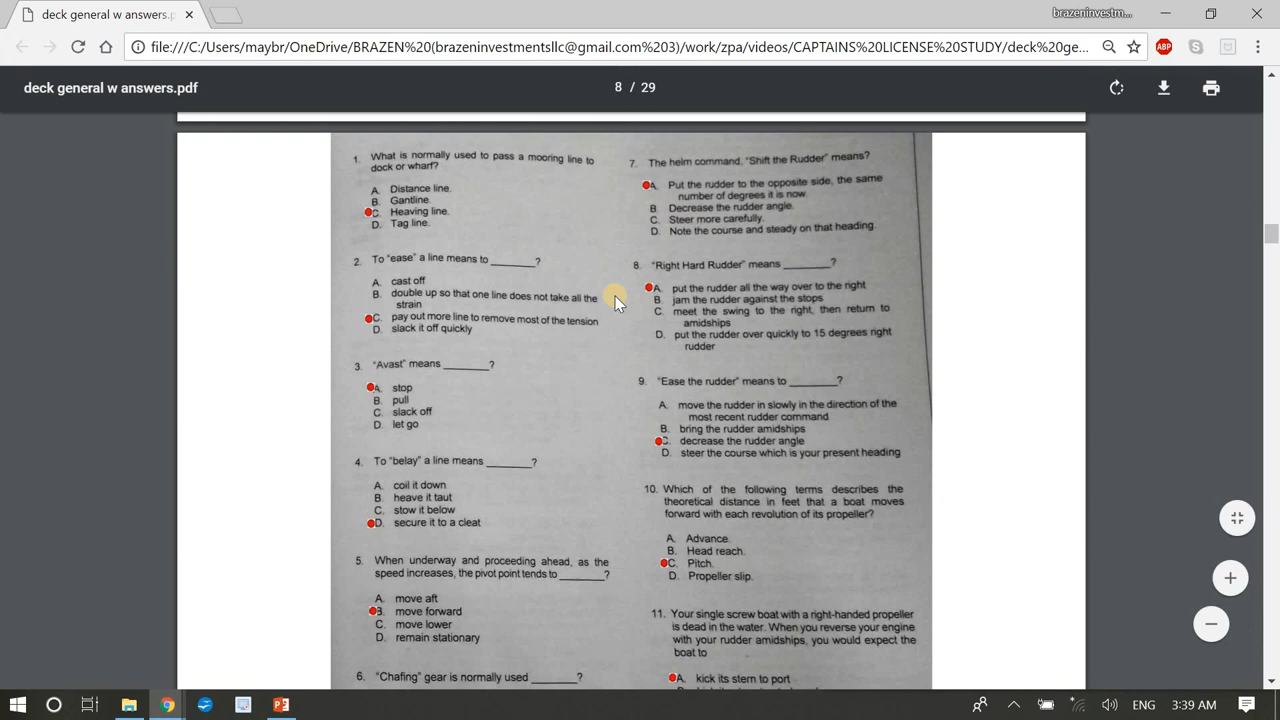 deck general w answers.p
brazeninvestm...
file:///C:/Users/maybr/OneDrive/BRAZEN%20(brazeninvestmentsllc@gmail.com%203)/work/zpa/videos/CAPTAINS%20LICENSE%20STUDY/deck%20ge...
ABP
deck general w answers.pdf
8 / 29
1. What is normally used to pass a mooring line to
dock or wharf?
A. Distance line.
B. Gantline.
C. Heaving line.
D. Tag line.
2. To "ease" a line means to ______?
A. cast off
B. double up so that one line does not take all the
strain
C. pay out more line to remove most of the tension
D. slack it off quickly
3. "Avast" means ______?
A. stop
B. pull
C. slack off
D. let go
4. To "belay" a line means ______?
A. coil it down
B. heave it taut
C. stow it below
D. secure it to a cleat
5. When underway and proceeding ahead, as the
speed increases, the pivot point tends to ______?
A. move aft
B. move forward
C. move lower
D. remain stationary
6. "Chafing" gear is normally used ______?
7. The helm command, "Shift the Rudder" means?
A. Put the rudder to the opposite side, the same
number of degrees it is now.
B. Decrease the rudder angle.
C. Steer more carefully.
D. Note the course and steady on that heading.
8. "Right Hard Rudder" means ______?
A. put the rudder all the way over to the right
B. jam the rudder against the stops
C. meet the swing to the right, then return to
amidships
D. put the rudder over quickly to 15 degrees right
rudder
9. "Ease the rudder" means to ______?
A. move the rudder in slowly in the direction of the
most recent rudder command
B. bring the rudder amidships
C. decrease the rudder angle
D. steer the course which is your present heading
10. Which of the following terms describes the
theoretical distance in feet that a boat moves
forward with each revolution of its propeller?
A. Advance.
B. Head reach.
C. Pitch.
D. Propeller slip.
11. Your single screw boat with a right-handed propeller
is dead in the water. When you reverse your engine
with your rudder amidships, you would expect the
boat to
A. kick its stern to port
ENG
3:39 AM